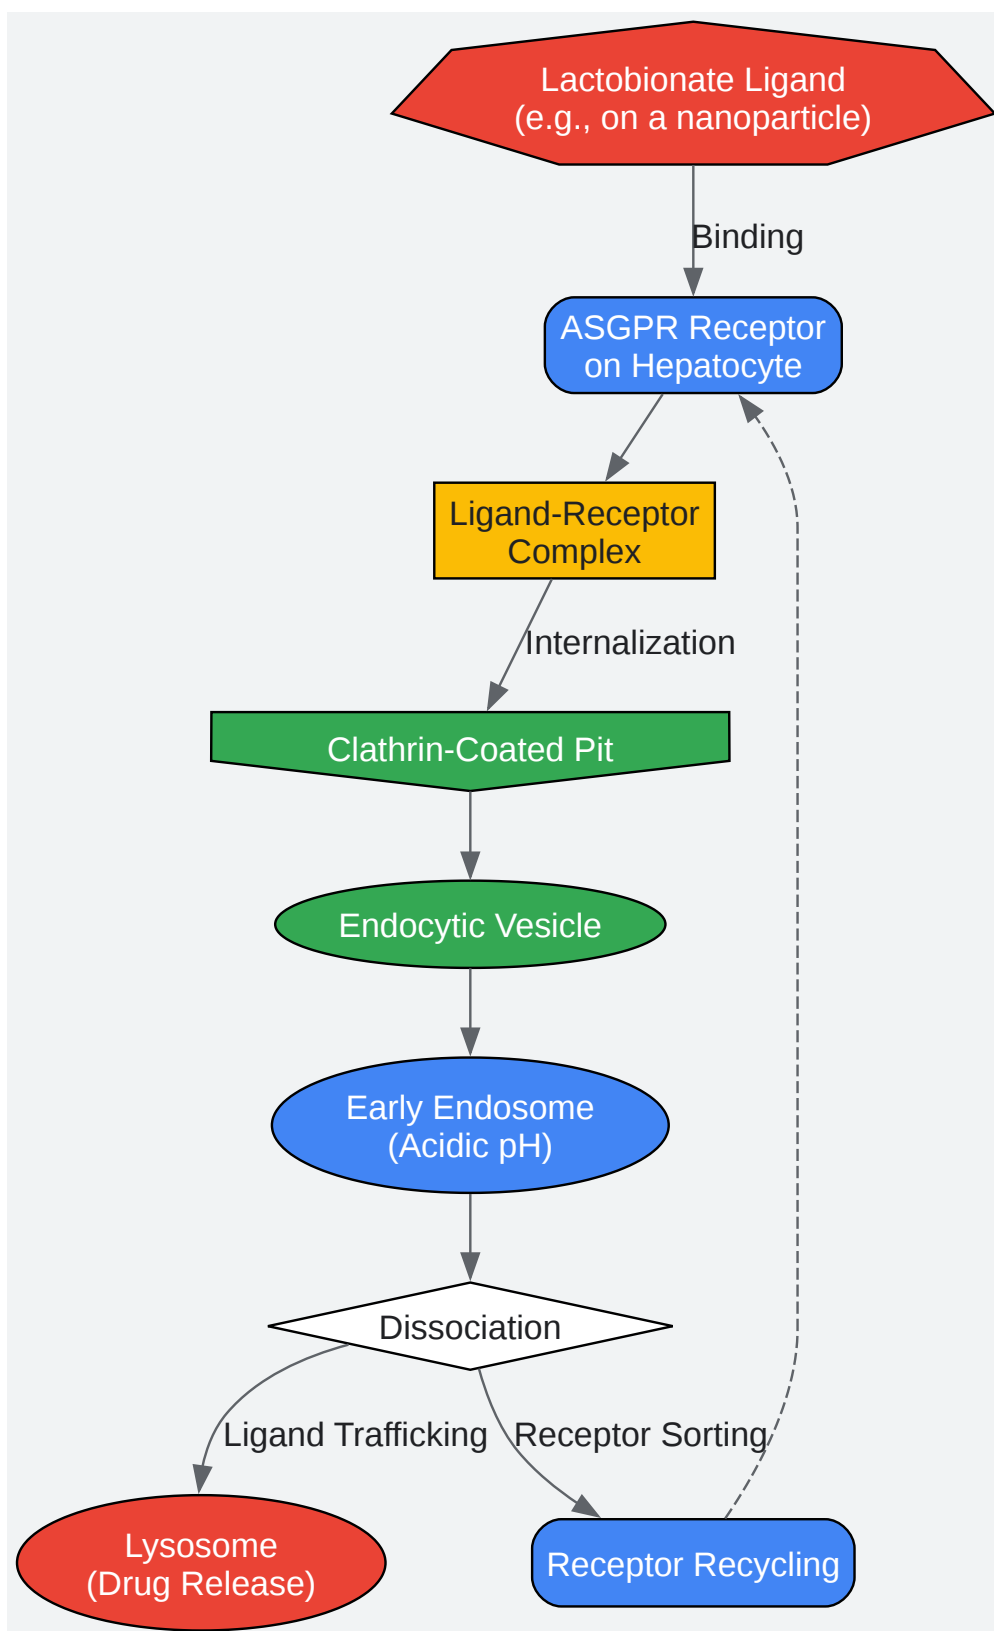 Lactobionate Ligand
(e.g., on a nanoparticle)
Binding
ASGPR Receptor
on Hepatocyte
Ligand-Receptor
Complex
Internalization
Clathrin-Coated Pit
Endocytic Vesicle
Early Endosome
(Acidic pH)
Dissociation
Ligand Trafficking
Receptor Sorting
Lysosome
(Drug Release)
Receptor Recycling